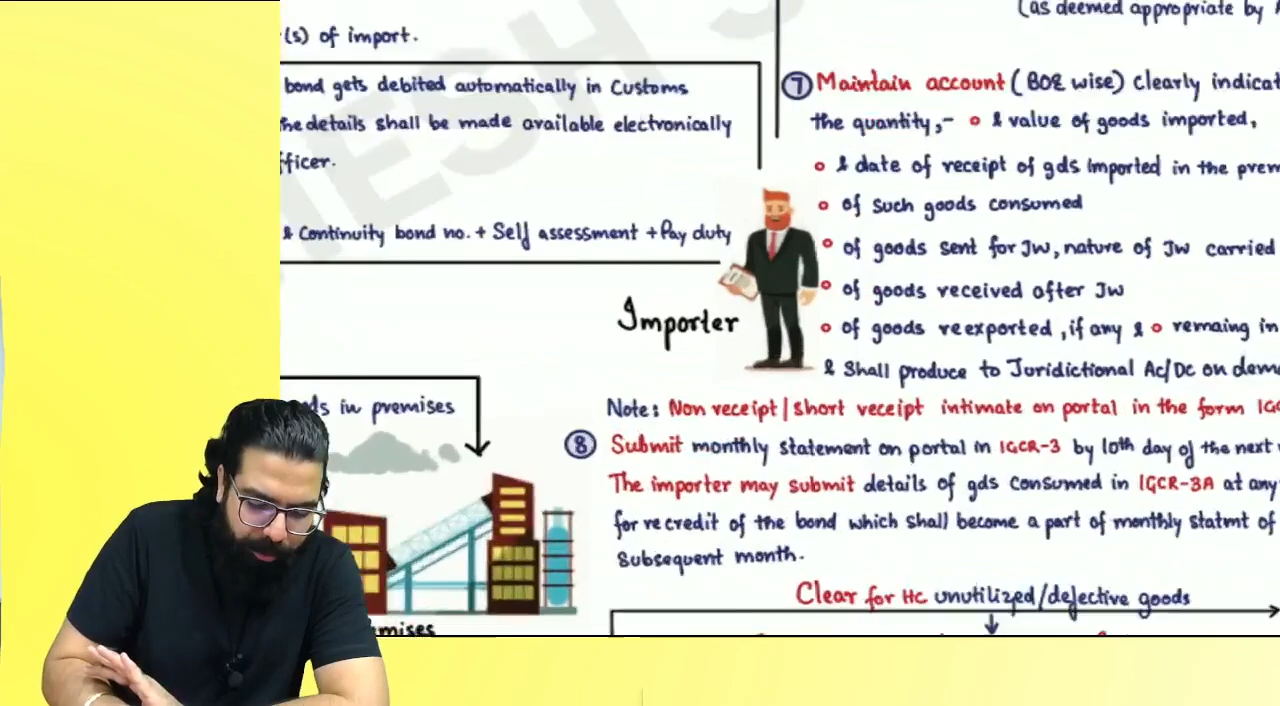 (as deemed appropriate by
(s) of import.
bond gets debited automatically in Customs
the details shall be made available electronically
fficer.
& Continuity bond no. + Self assessment + Pay duty
Importer
ds in premises
mises
⑦ Maintain account (BOE wise) clearly indicat
the quantity,- o & value of goods imported,
o & date of receipt of gds imported in the prem
o of such goods consumed
o of goods sent for JW, nature of JW carried
o of goods received after JW
o of goods reexported, if any & o remaing in
& Shall produce to Juridictional Ac/Dc on dema
Note: Non receipt/short receipt intimate on portal in the form IGC
⑧ Submit monthly statement on portal in IGCR-3 by 10th day of the next
The importer may submit details of gds consumed in IGCR-3A at any
for recredit of the bond which shall become a part of monthly statmt of
subsequent month.
Clear for HC unutilized/defective goods